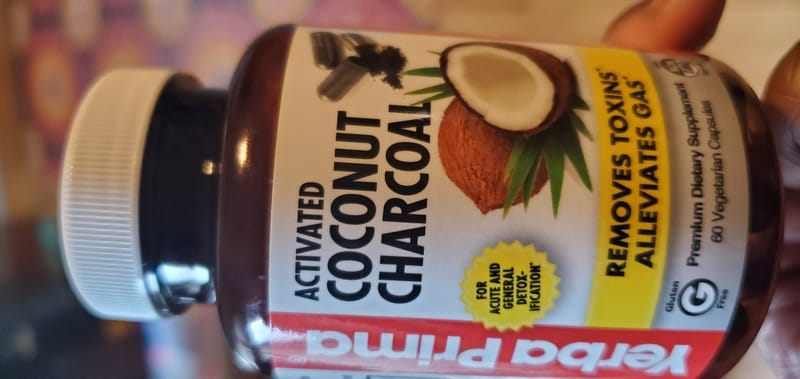 Yerba Prima®
ACTIVATED
COCONUT
CHARCOAL
FOR
ACUTE AND
GENERAL
DETOX-
IFICATION*
REMOVES TOXINS*
ALLEVIATES GAS*
Gluten
G
Free
Premium Dietary Supplement
60 Vegetarian Capsules